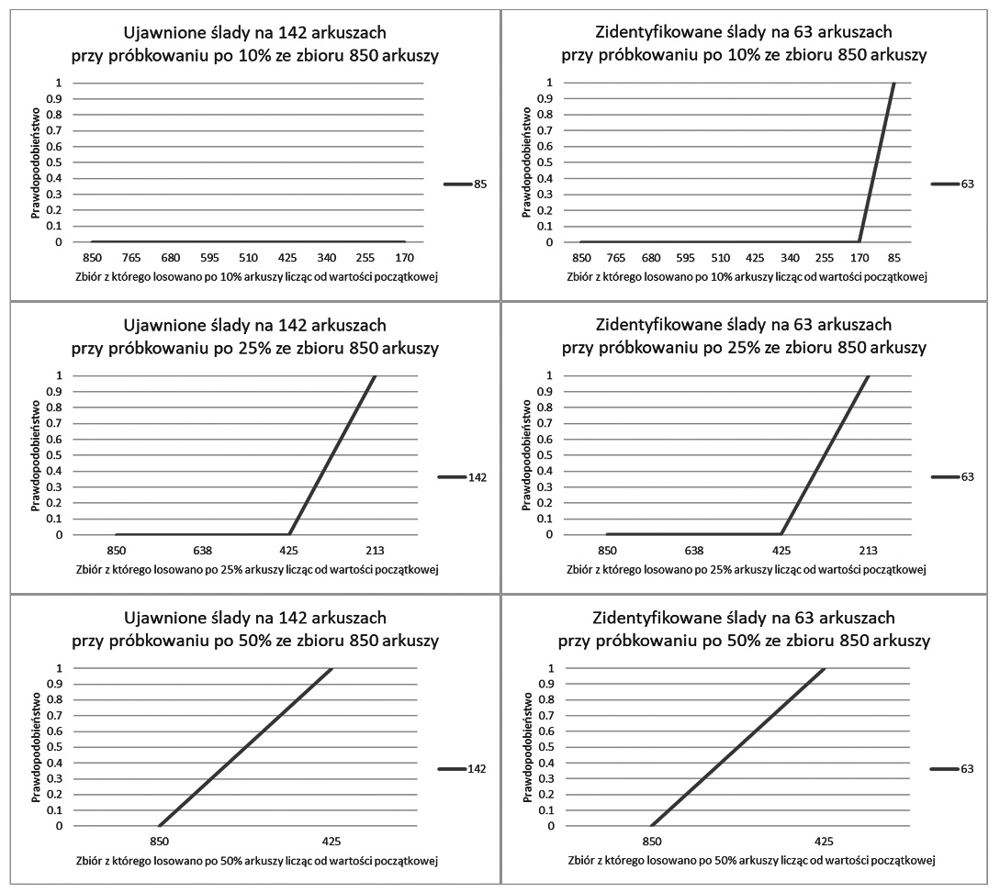 Ujawnione ślady na 142 arkuszach
przy próbkowaniu po 10% ze zbioru 850 arkuszy
Prawdopodobieństwo
1
0.9
0.8
0.7
0.6
0.5
0.4
0.3
0.2
0.1
0
850 765 680 595 510 425 340 255 170
Zbiór z którego losowano po 10% arkuszy licząc od wartości początkowej
85
Zidentyfikowane ślady na 63 arkuszach
przy próbkowaniu po 10% ze zbioru 850 arkuszy
Prawdopodobieństwo
1
0.9
0.8
0.7
0.6
0.5
0.4
0.3
0.2
0.1
0
850 765 680 595 510 425 340 255 170 85
Zbiór z którego losowano po 10% arkuszy licząc od wartości początkowej
63
Ujawnione ślady na 142 arkuszach
przy próbkowaniu po 25% ze zbioru 850 arkuszy
Prawdopodobieństwo
1
0.9
0.8
0.7
0.6
0.5
0.4
0.3
0.2
0.1
0
850 638 425 213
Zbiór z którego losowano po 25% arkuszy licząc od wartości początkowej
142
Zidentyfikowane ślady na 63 arkuszach
przy próbkowaniu po 25% ze zbioru 850 arkuszy
Prawdopodobieństwo
1
0.9
0.8
0.7
0.6
0.5
0.4
0.3
0.2
0.1
0
850 638 425 213
Zbiór z którego losowano po 25% arkuszy licząc od wartości początkowej
63
Ujawnione ślady na 142 arkuszach
przy próbkowaniu po 50% ze zbioru 850 arkuszy
Prawdopodobieństwo
1
0.9
0.8
0.7
0.6
0.5
0.4
0.3
0.2
0.1
0
850 425
Zbiór z którego losowano po 50% arkuszy licząc od wartości początkowej
142
Zidentyfikowane ślady na 63 arkuszach
przy próbkowaniu po 50% ze zbioru 850 arkuszy
Prawdopodobieństwo
1
0.9
0.8
0.7
0.6
0.5
0.4
0.3
0.2
0.1
0
850 425
Zbiór z którego losowano po 50% arkuszy licząc od wartości początkowej
63